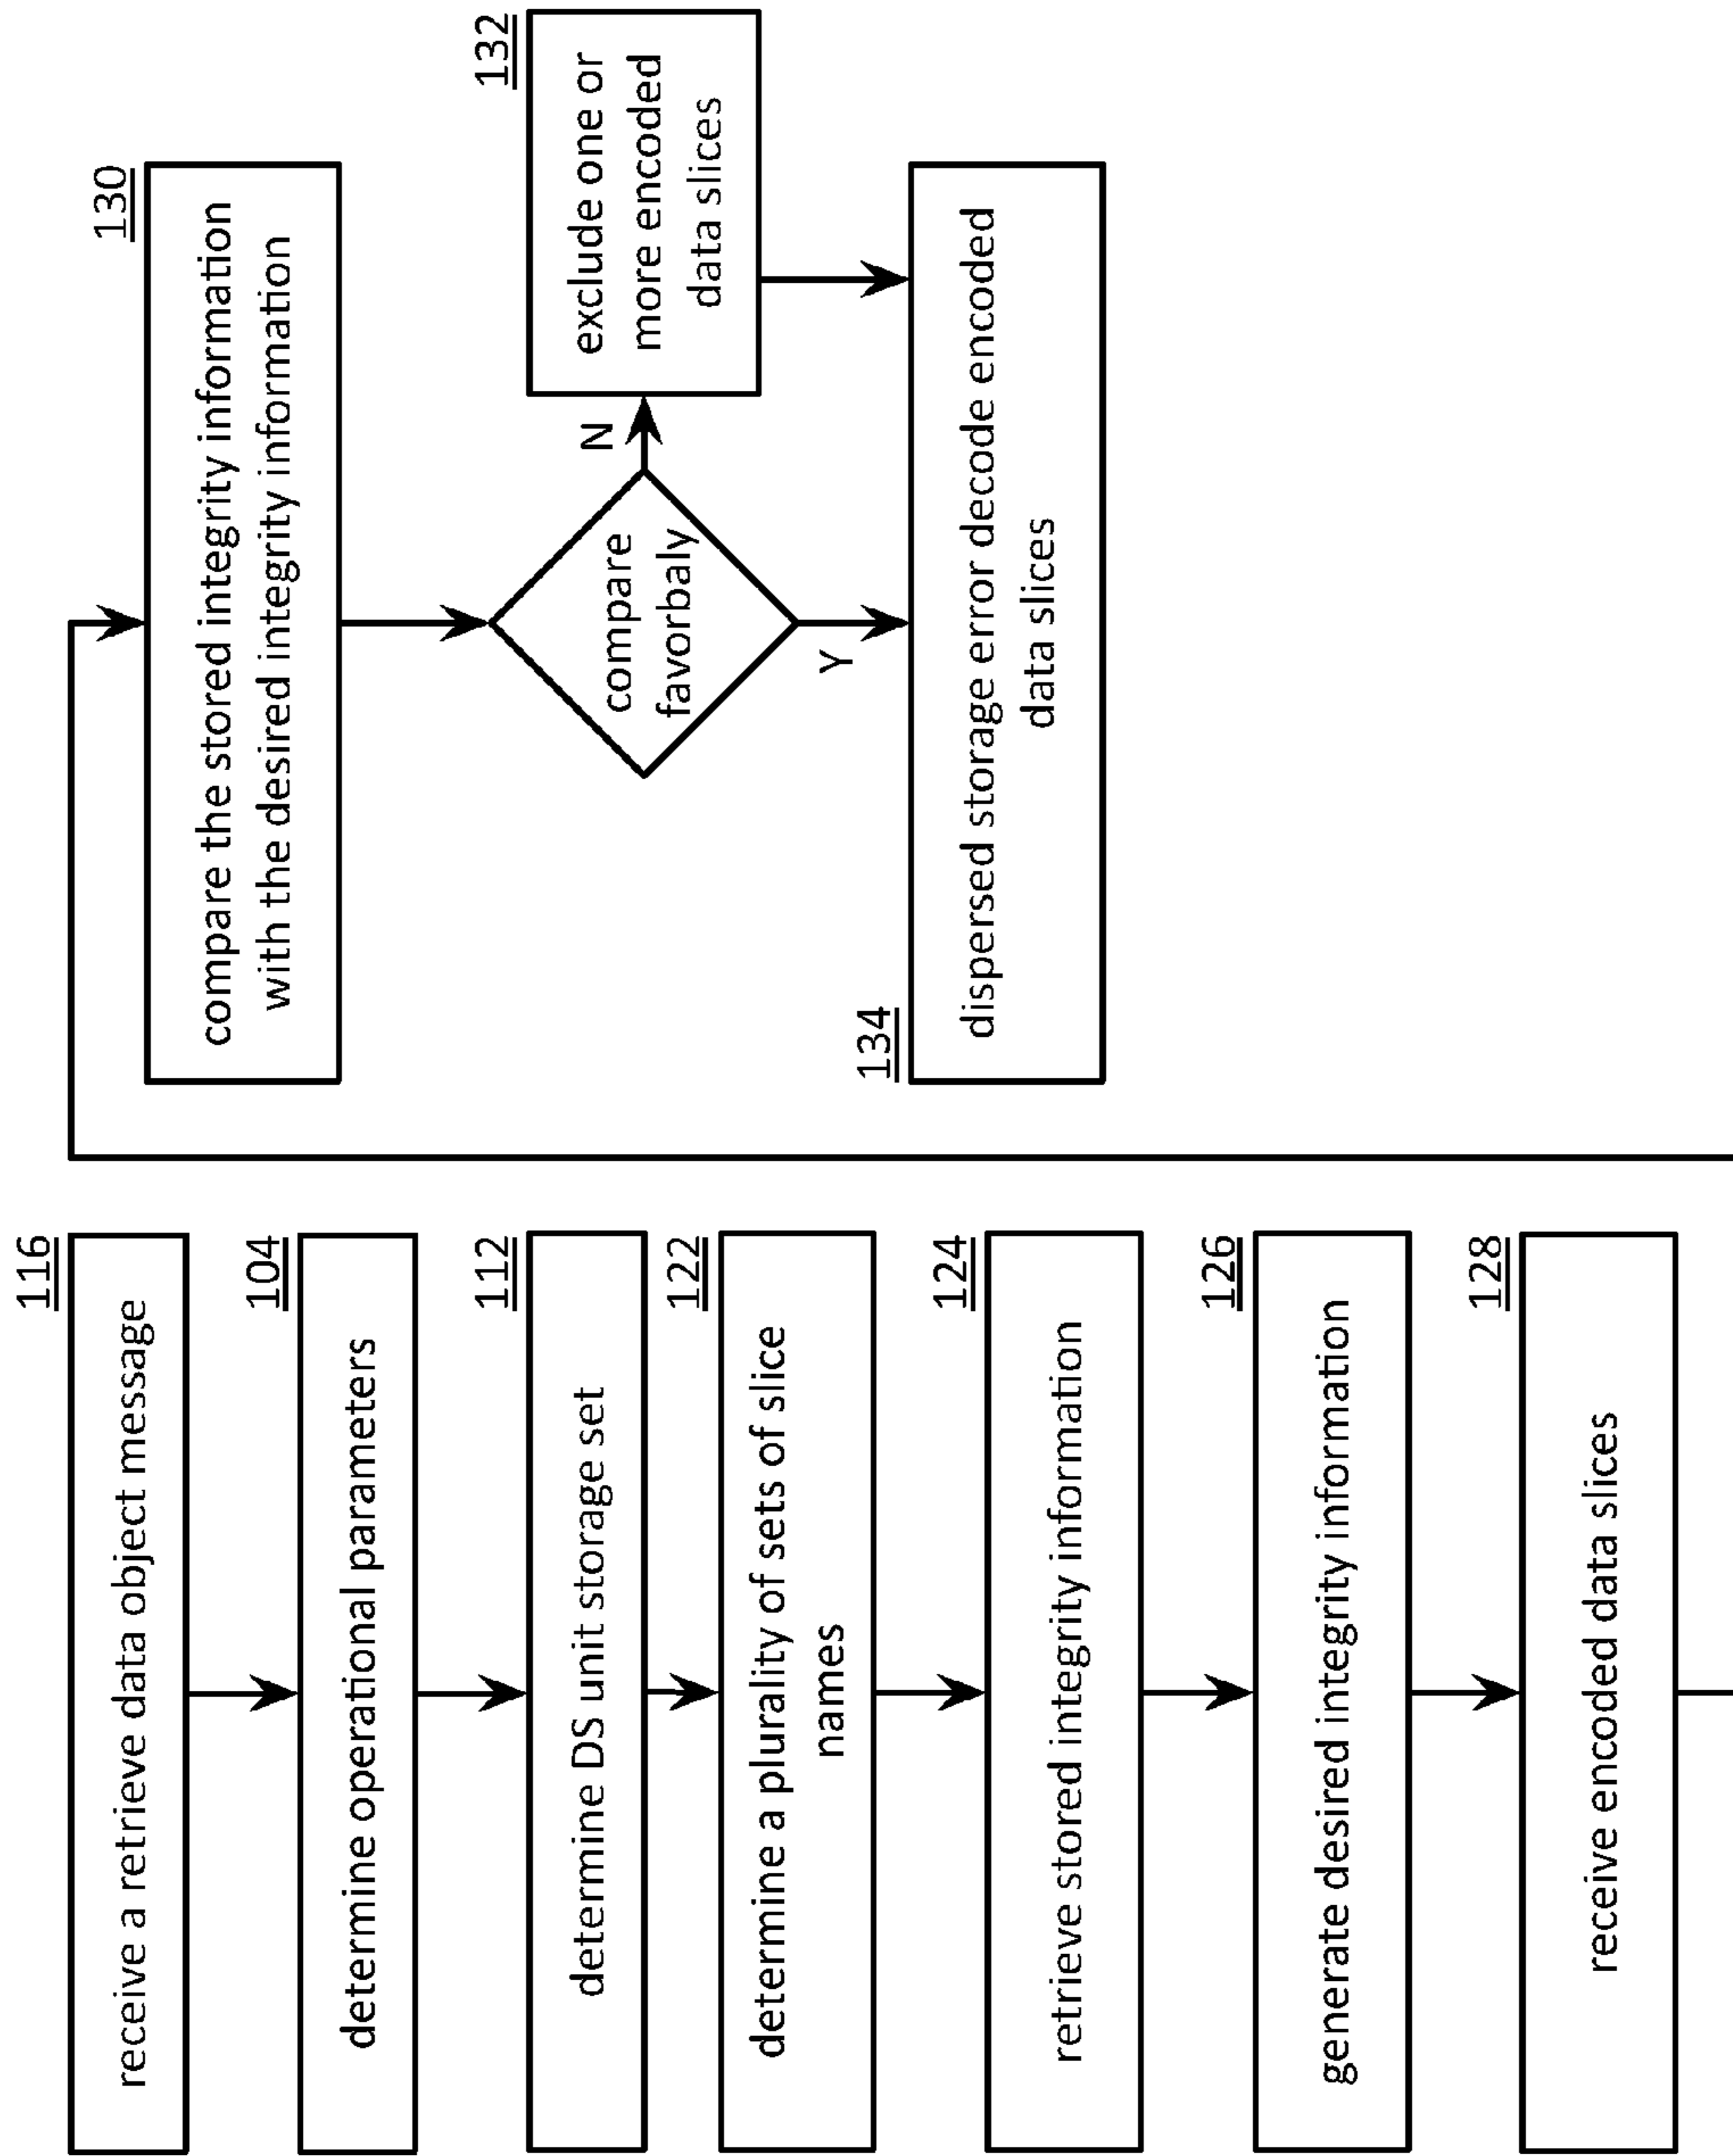 116
receive a retrieve data object message
104
determine operational parameters
112
determine DS unit storage set
122
determine a plurality of sets of slice
names
124
retrieve stored integrity information
126
generate desired integrity information
128
receive encoded data slices
130
compare the stored integrity information
with the desired integrity information
compare
favorbaly
N
132
exclude one or
more encoded
data slices
Y
134
dispersed storage error decode encoded
data slices